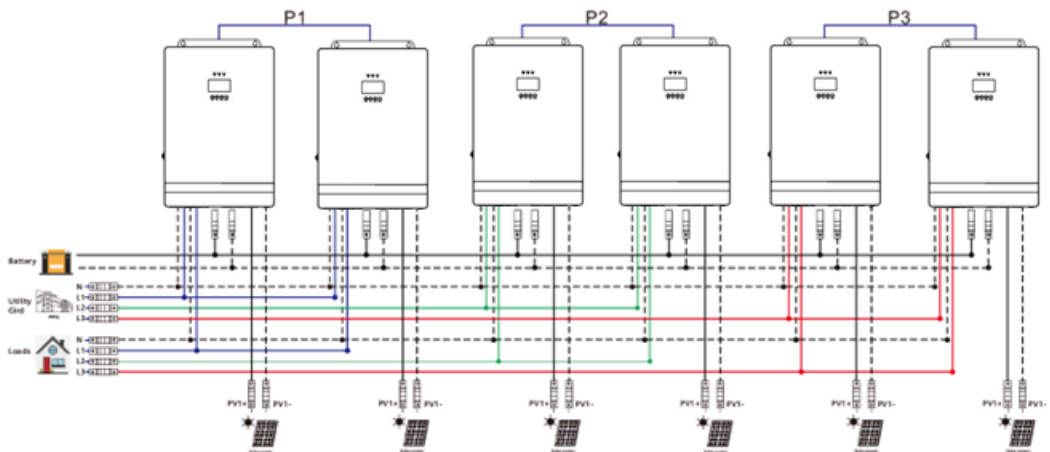 P1 P2 P3
Battery
N
Utility
Gird
L1
L2
L3
N
Loads
L1
L2
L3
PV1+ PV1- PV1+ PV1- PV1+ PV1- PV1+ PV1- PV1+ PV1- PV1+ PV1-